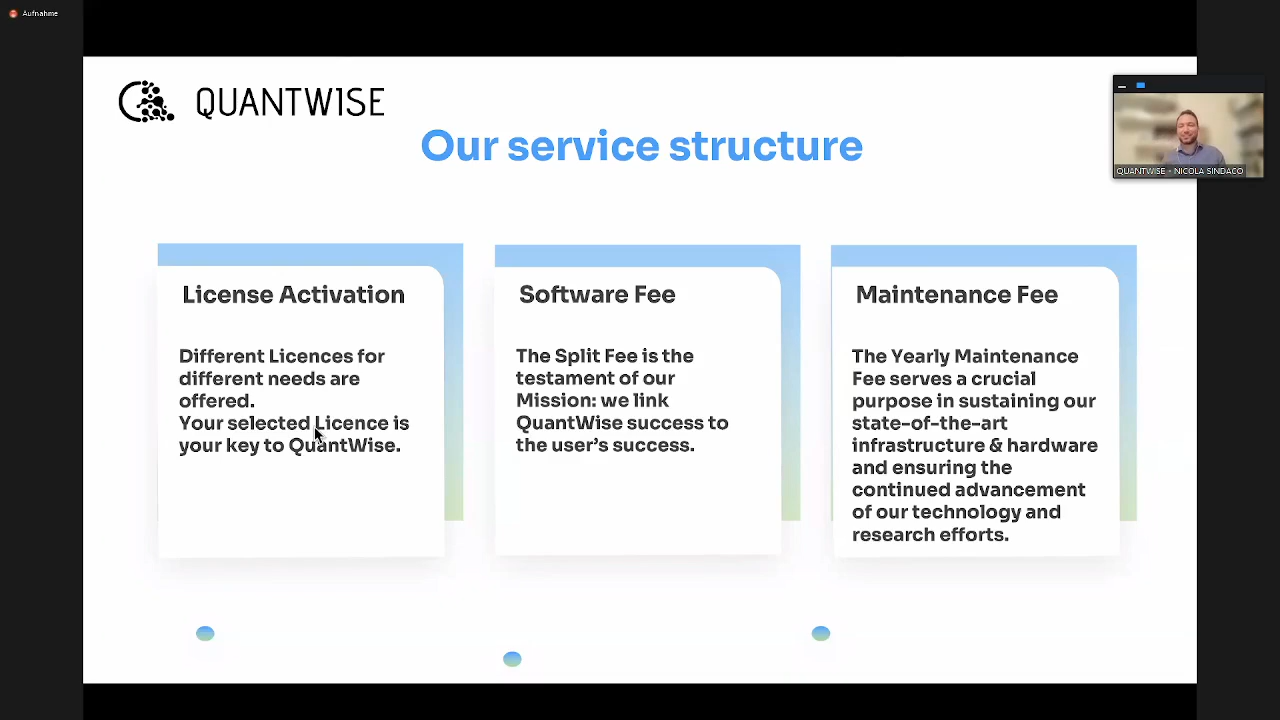 Aufnahme
QUANTWISE
Our service structure
QUANTWISE - NICOLA SINDACO
License Activation
Different Licences for
different needs are
offered.
Your selected Licence is
your key to QuantWise.
Software Fee
The Split Fee is the
testament of our
Mission: we link
QuantWise success to
the user’s success.
Maintenance Fee
The Yearly Maintenance
Fee serves a crucial
purpose in sustaining our
state-of-the-art
infrastructure & hardware
and ensuring the
continued advancement
of our technology and
research efforts.